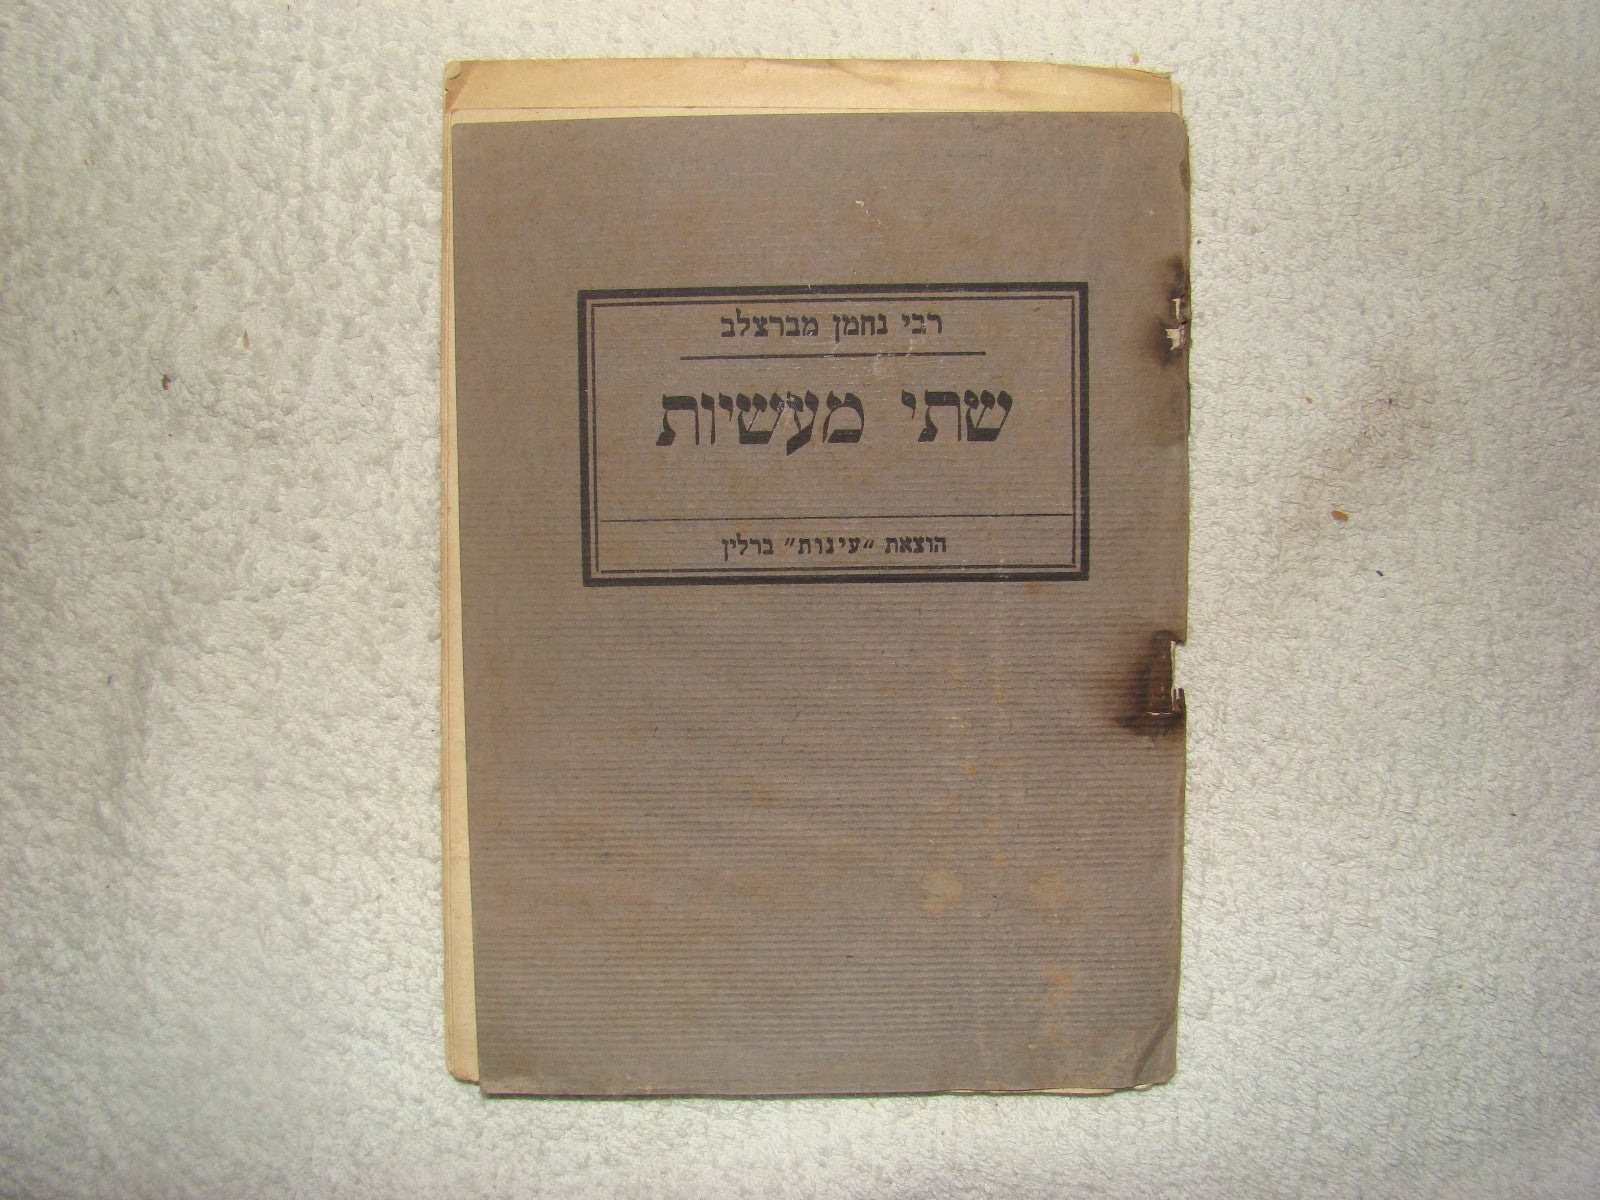 רבי נחמן מברצלב
שתי מעשיות
הוצאת „עינות” ברלין